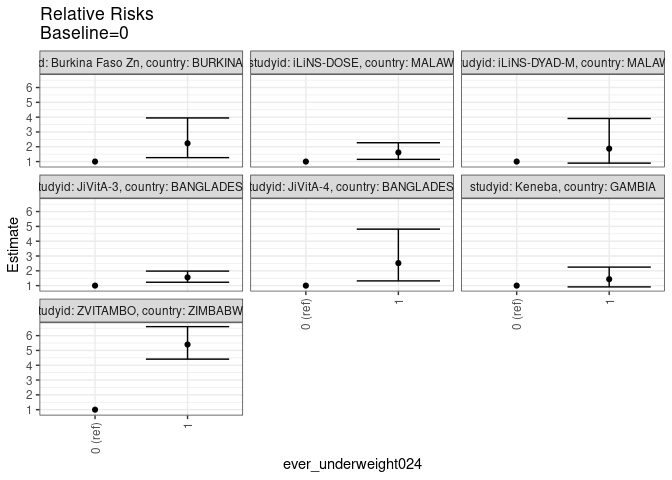 Relative Risks
Baseline=0
d: Burkina Faso Zn, country: BURKINA
studyid: iLiNS-DOSE, country: MALAW
udyid: iLiNS-DYAD-M, country: MALAW
6
5
4
3
2
1
tudyid: JiVitA-3, country: BANGLADES
tudyid: JiVitA-4, country: BANGLADES
studyid: Keneba, country: GAMBIA
6
5
4
3
2
1
tudyid: ZVITAMBO, country: ZIMBABW
6
5
4
3
2
1
Estimate
0 (ref)
1
0 (ref)
1
0 (ref)
1
ever_underweight024